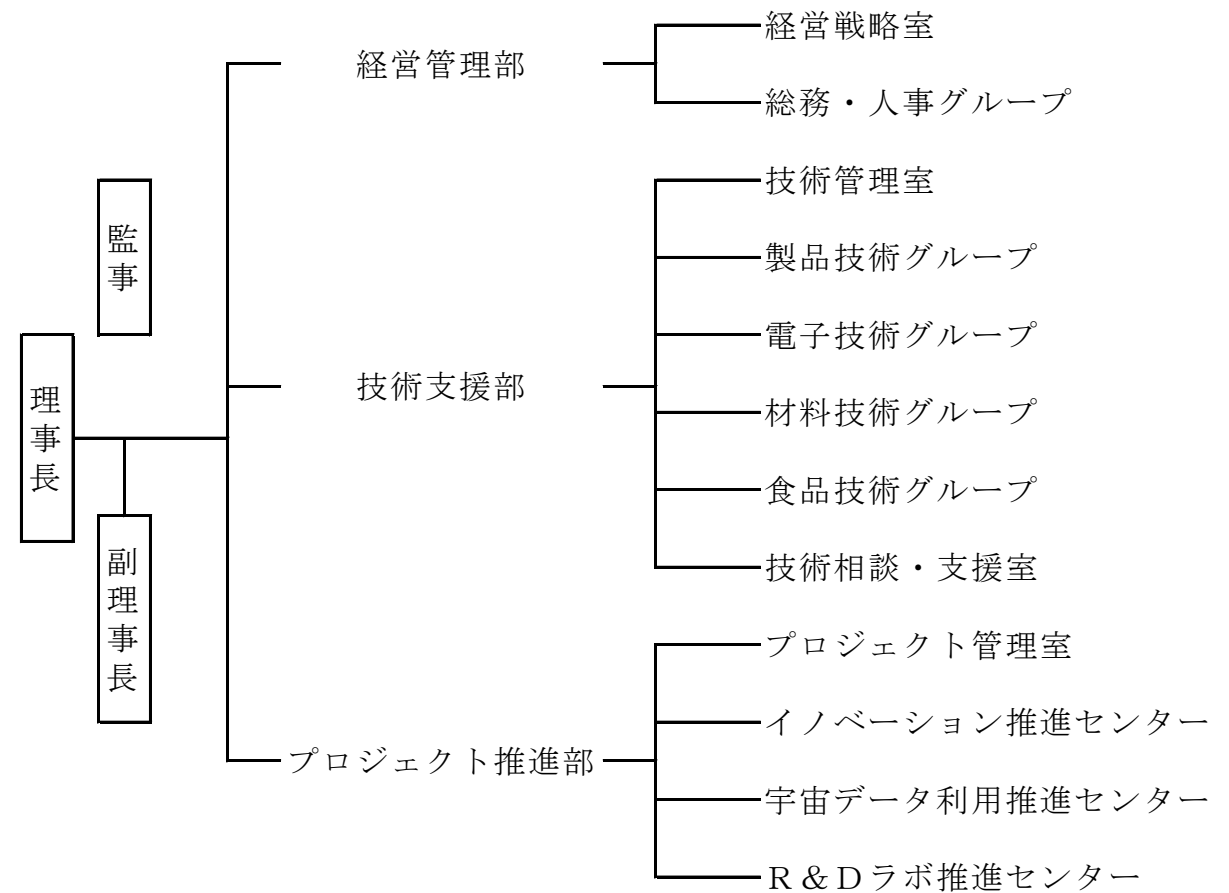 理事長
監事
副理事長
経営管理部
経営戦略室
総務・人事グループ
技術支援部
技術管理室
製品技術グループ
電子技術グループ
材料技術グループ
食品技術グループ
技術相談・支援室
プロジェクト推進部
プロジェクト管理室
イノベーション推進センター
宇宙データ利用推進センター
Ｒ＆Ｄラボ推進センター